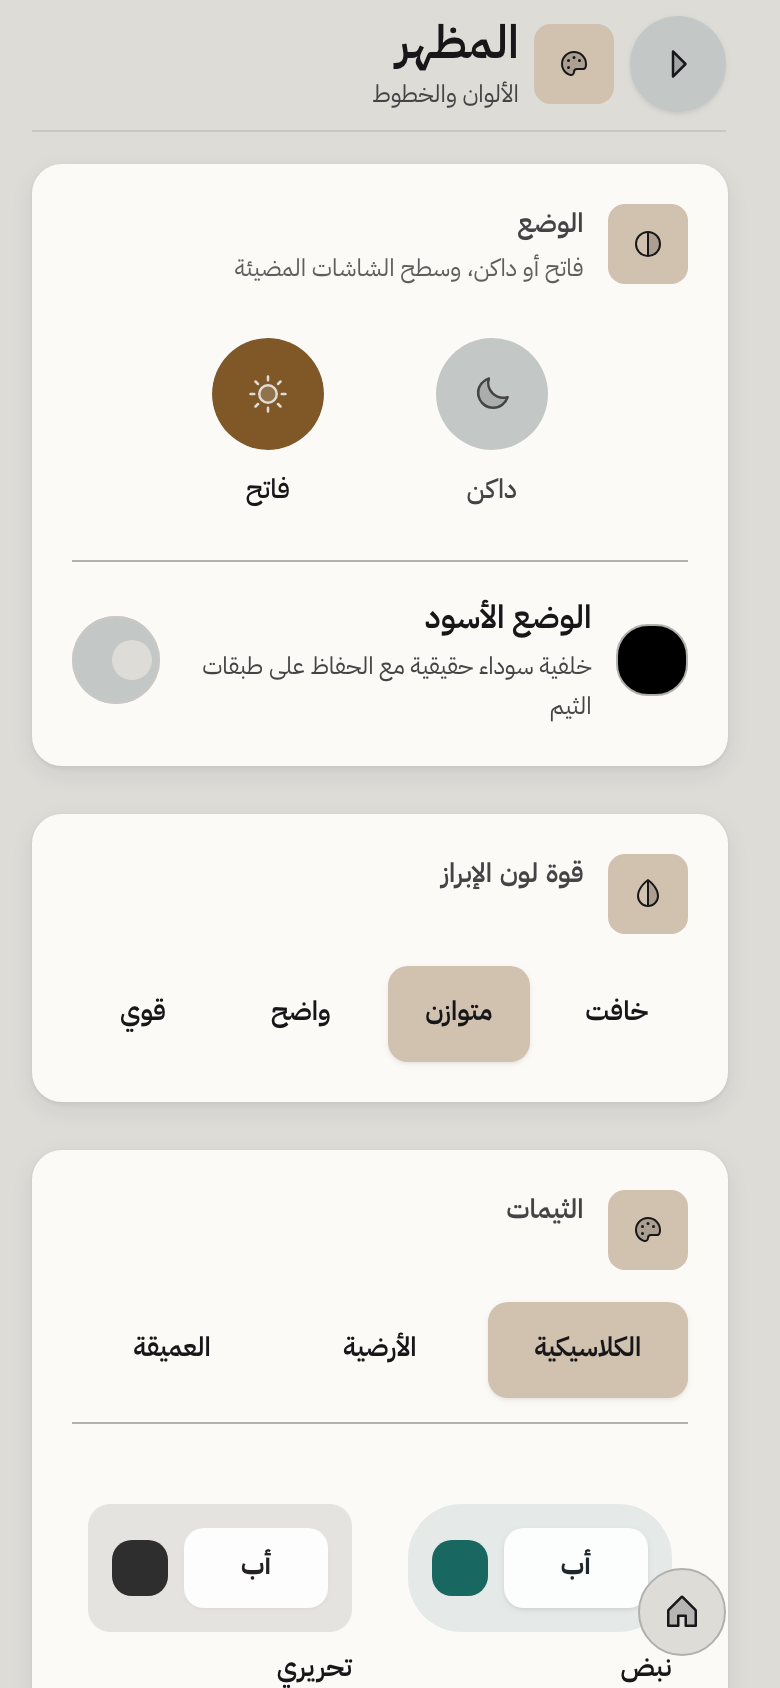 المظهر
الألوان والخطوط
الوضع
فاتح أو داكن، وسطح الشاشات المضيئة
داكن
فاتح
الوضع الأسود
خلفية سوداء حقيقية مع الحفاظ على طبقات
الثيم
قوة لون الإبراز
خافت
متوازن
واضح
قوي
الثيمات
الكلاسيكية
الأرضية
العميقة
أب
أب
نبض
تحريري